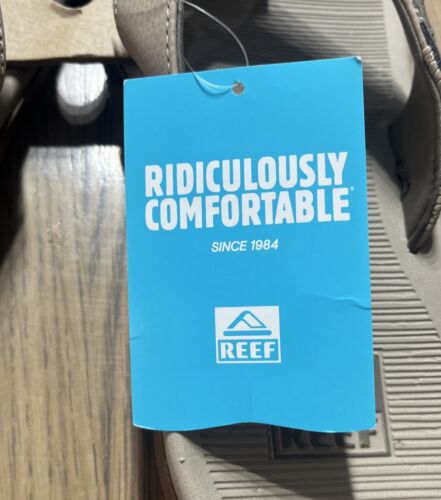 RIDICULOUSLY
COMFORTABLE®
SINCE 1984
REEF
REEF